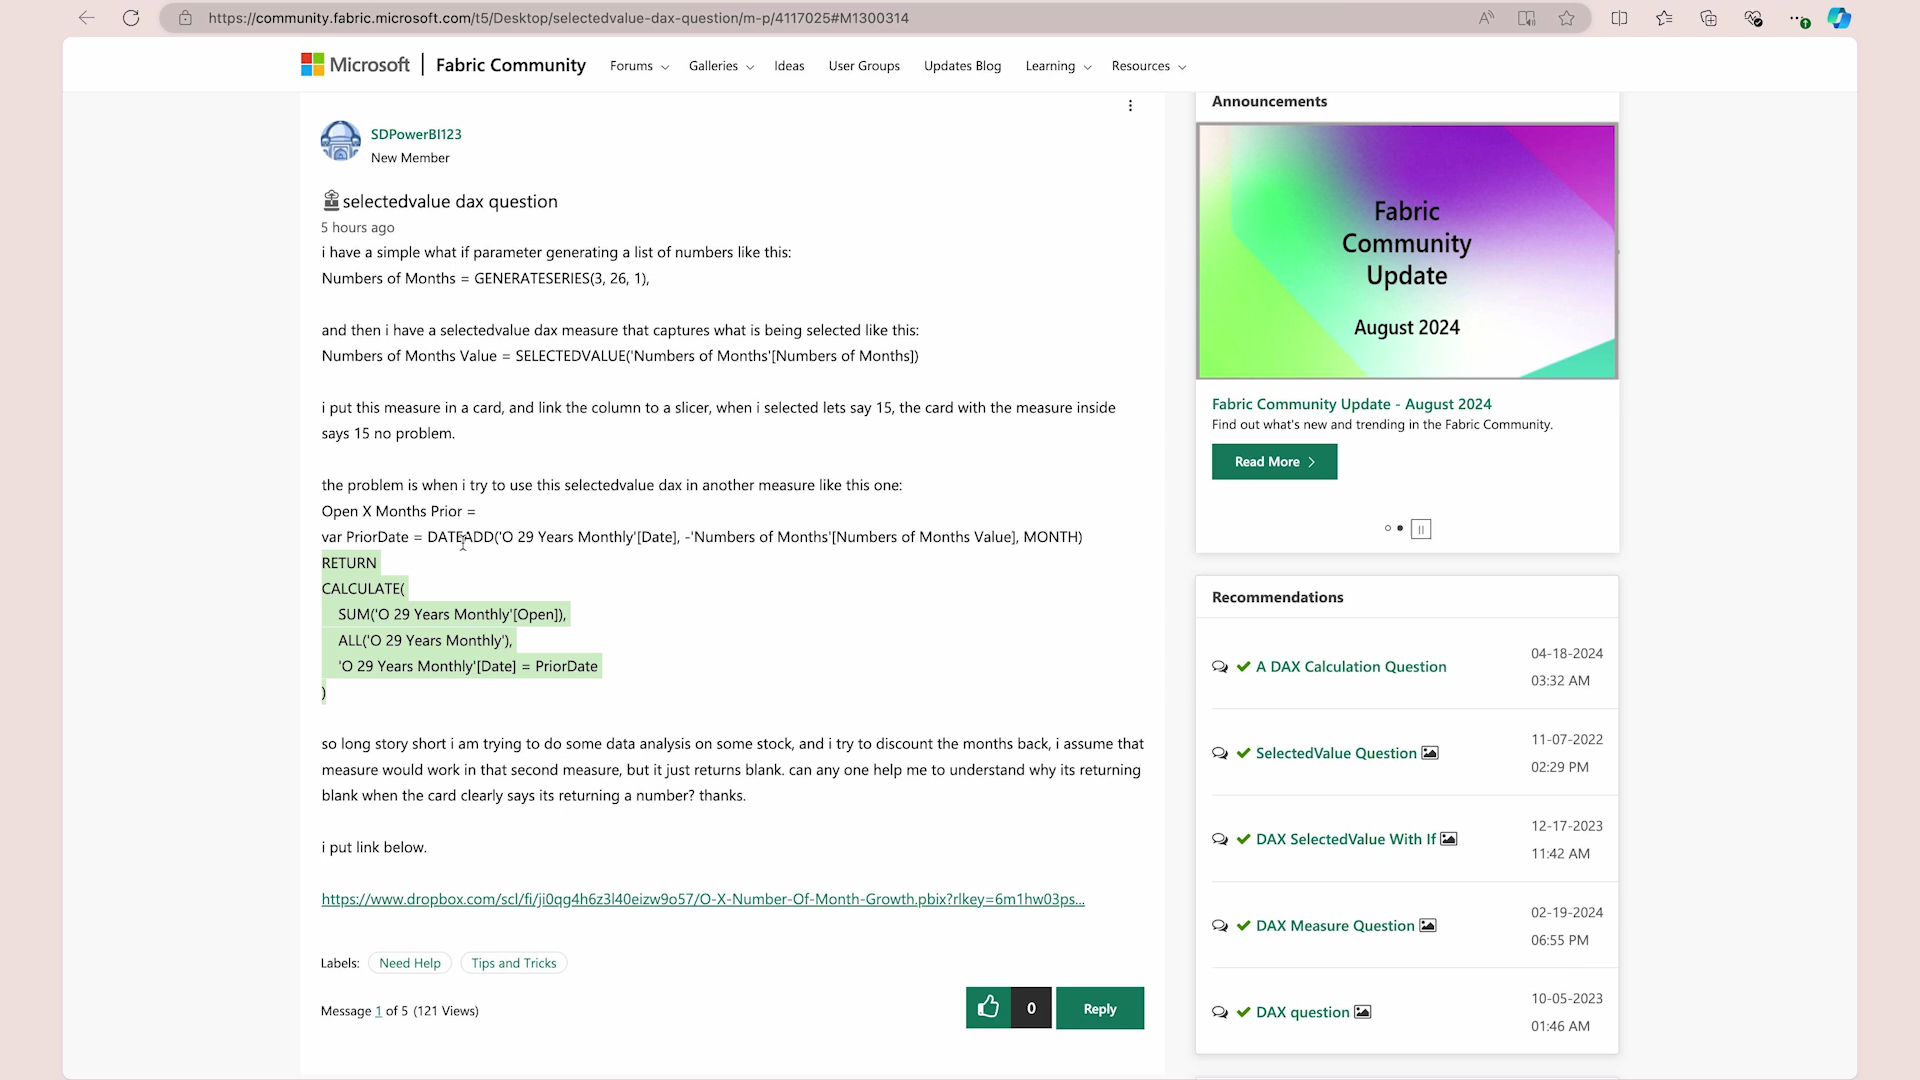 https://community.fabric.microsoft.com/t5/Desktop/selectedvalue-dax-question/m-p/4117025#M1300314
Microsoft
Fabric Community
Forums
Galleries
Ideas
User Groups
Updates Blog
Learning
Resources
SDPowerBI123
New Member
selectedvalue dax question
5 hours ago
i have a simple what if parameter generating a list of numbers like this:
Numbers of Months = GENERATESERIES(3, 26, 1),
and then i have a selectedvalue dax measure that captures what is being selected like this:
Numbers of Months Value = SELECTEDVALUE('Numbers of Months'[Numbers of Months])
i put this measure in a card, and link the column to a slicer, when i selected lets say 15, the card with the measure inside
says 15 no problem.
the problem is when i try to use this selectedvalue dax in another measure like this one:
Open X Months Prior =
var PriorDate = DATEADD('O 29 Years Monthly'[Date], -'Numbers of Months'[Numbers of Months Value], MONTH)
RETURN
CALCULATE(
SUM('O 29 Years Monthly'[Open]),
ALL('O 29 Years Monthly'),
'O 29 Years Monthly'[Date] = PriorDate
)
so long story short i am trying to do some data analysis on some stock, and i try to discount the months back, i assume that
measure would work in that second measure, but it just returns blank. can any one help me to understand why its returning
blank when the card clearly says its returning a number? thanks.
i put link below.
https://www.dropbox.com/scl/fi/ji0qg4h6z3l40eizw9o57/O-X-Number-Of-Month-Growth.pbix?rlkey=6m1hw03ps...
Labels:
Need Help
Tips and Tricks
Message 1 of 5 (121 Views)
0
Reply
Announcements
Fabric
Community
Update
August 2024
Fabric Community Update - August 2024
Find out what's new and trending in the Fabric Community.
Read More
Recommendations
A DAX Calculation Question
04-18-2024
03:32 AM
SelectedValue Question
11-07-2022
02:29 PM
DAX SelectedValue With If
12-17-2023
11:42 AM
DAX Measure Question
02-19-2024
06:55 PM
DAX question
10-05-2023
01:46 AM